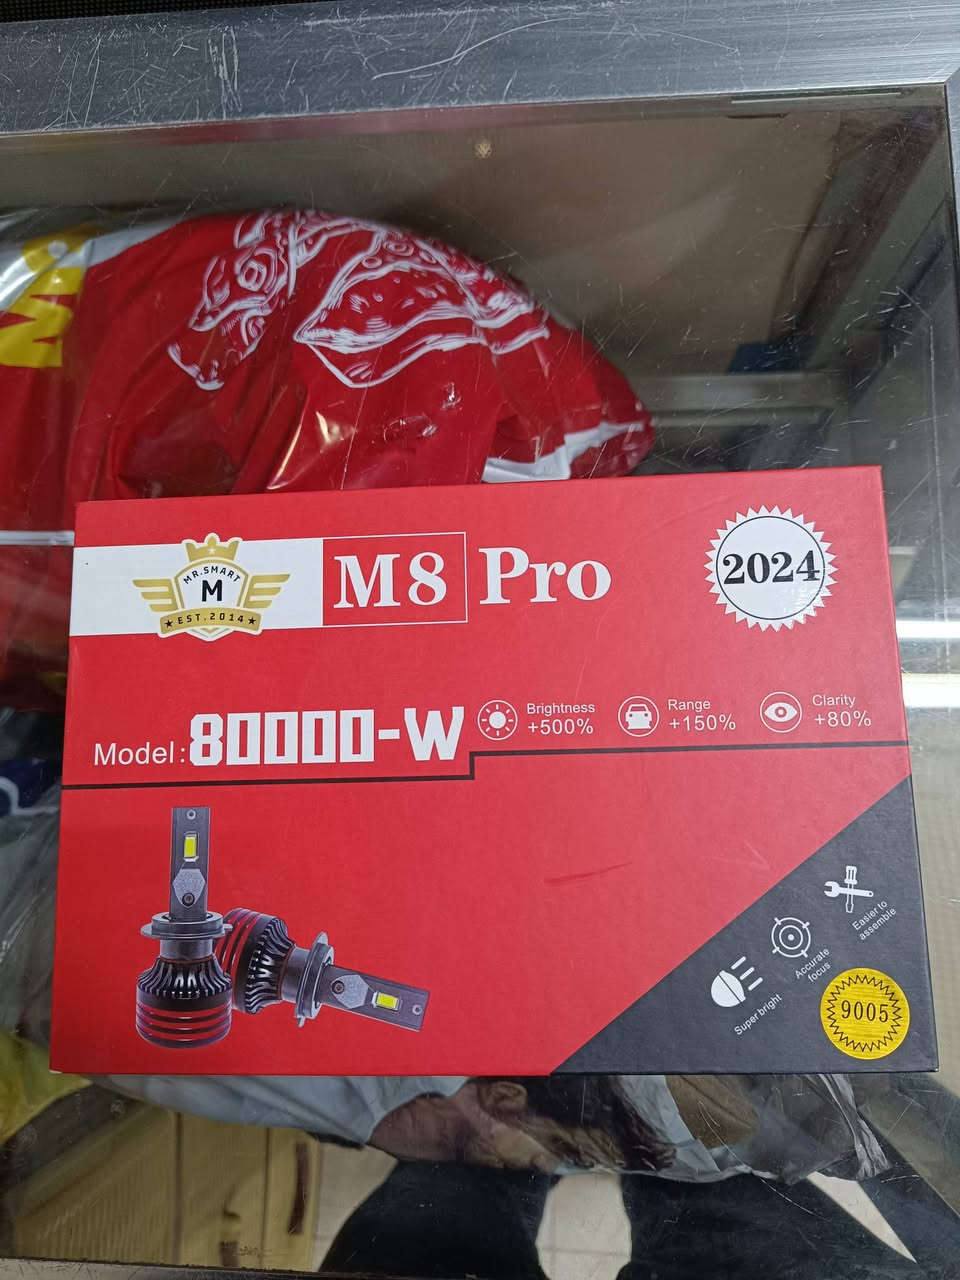 MR.SMART
M
EST.2014
M8 Pro
2024
Model:80000-W
Brightness
+500%
Range
+150%
Clarity
+80%
Easier to
assemble
Accurate
focus
Super bright
9005